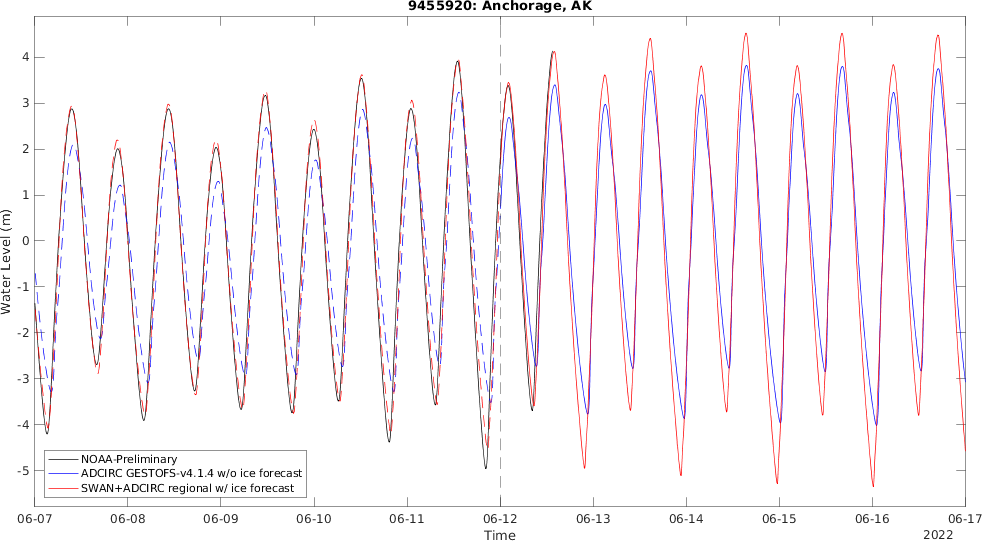 9455920: Anchorage, AK
4
3
2
1
0
-1
-2
-3
-4
-5
Water Level (m)
NOAA-Preliminary
ADCIRC GESTOFS-v4.1.4 w/o ice forecast
SWAN+ADCIRC regional w/ ice forecast
06-07 06-08 06-09 06-10 06-11 06-12 06-13 06-14 06-15 06-16 06-17
Time
2022